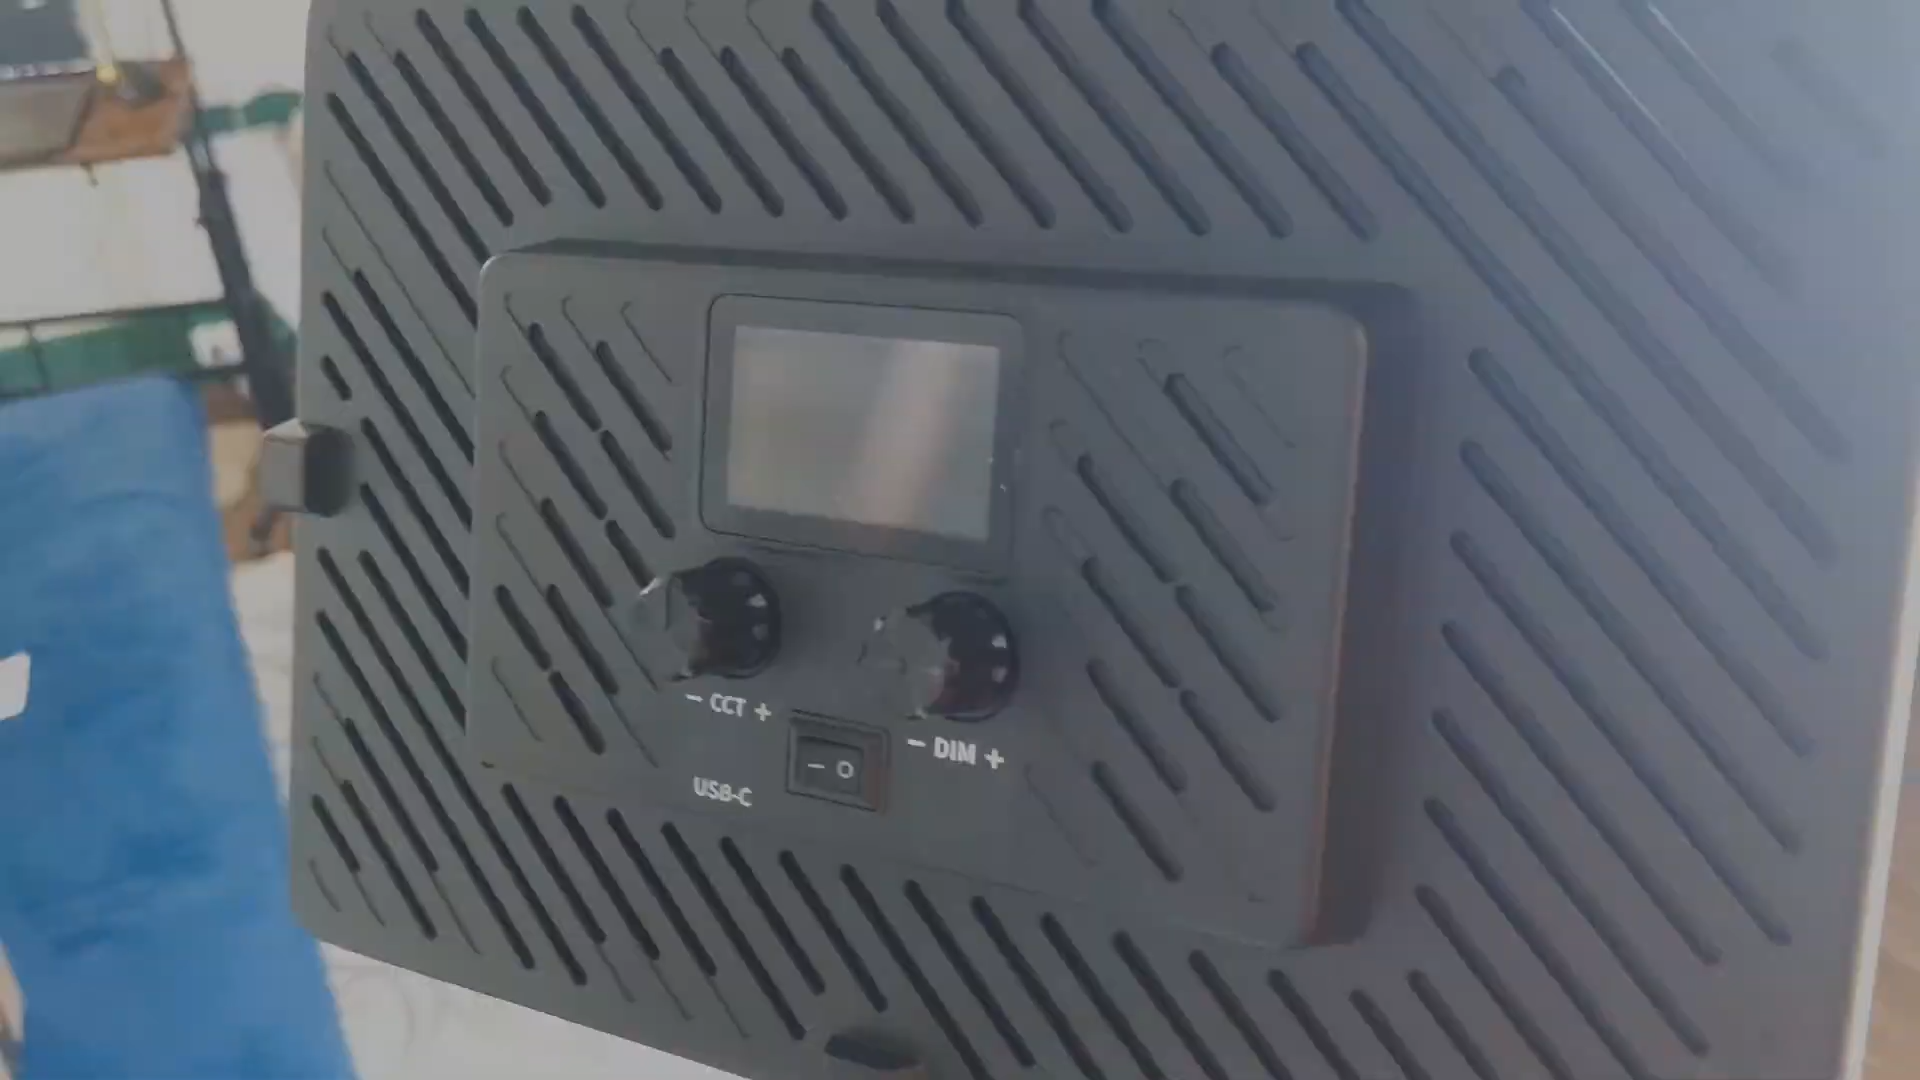 − CCT +
− DIM +
− O
USB-C